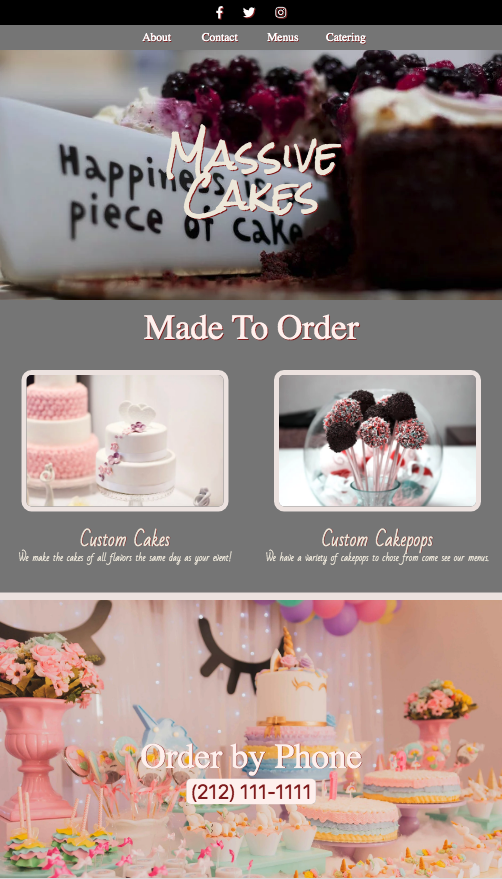 About Contact Menus Catering
Happiness is a
piece of cake
Massive
Cakes
Made To Order
Custom Cakes
We make the cakes of all flavors the same day as your event!
Custom Cakepops
We have a variety of cakepops to chose from come see our menus.
Order by Phone
(212) 111-1111